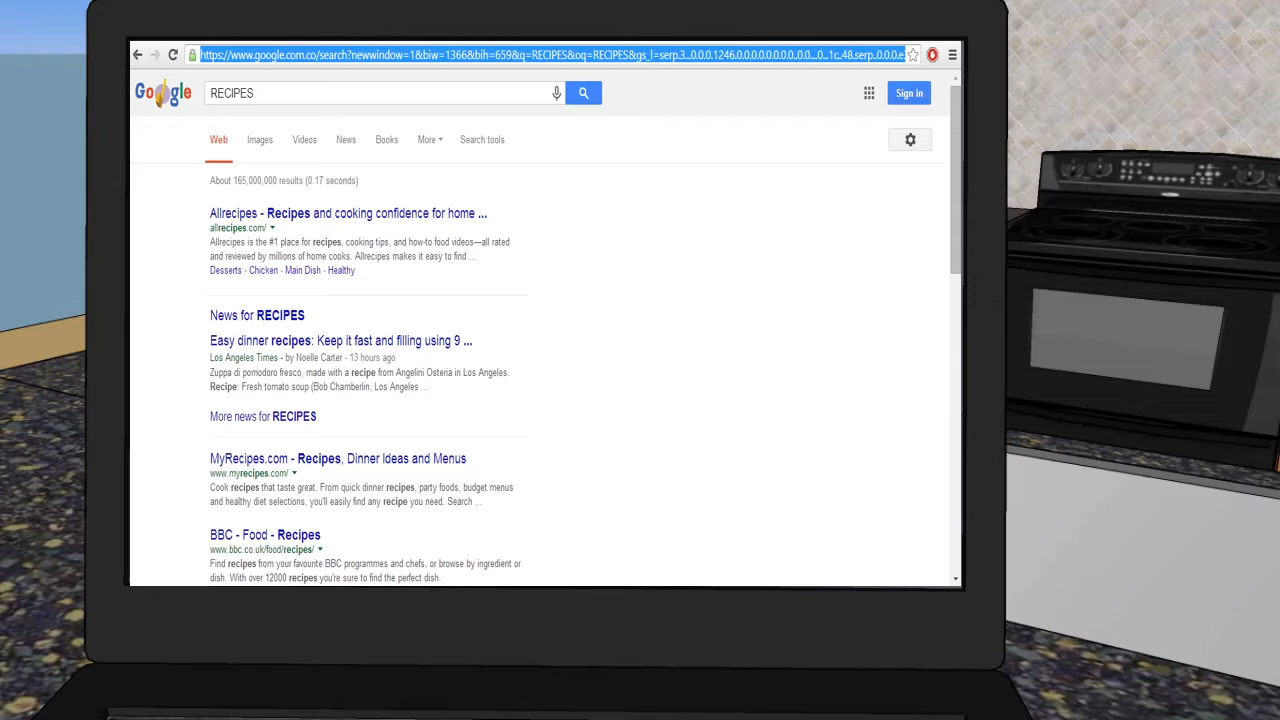 https://www.google.com.co/search?newwindow=1&biw=1366&bih=659&q=RECIPES&oq=RECIPES&gs_l=serp.3...0.0.0.1246.0.0.0.0.0.0.0.0..0.0....0...1c..48.serp..0.0.0.e
Google
RECIPES
Sign in
Web Images Videos News Books More Search tools
About 165,000,000 results (0.17 seconds)
Allrecipes - Recipes and cooking confidence for home ...
allrecipes.com/
Allrecipes is the #1 place for recipes, cooking tips, and how-to food videos—all rated
and reviewed by millions of home cooks. Allrecipes makes it easy to find ...
Desserts - Chicken - Main Dish - Healthy
News for RECIPES
Easy dinner recipes: Keep it fast and filling using 9 ...
Los Angeles Times - by Noelle Carter - 13 hours ago
Zuppa di pomodoro fresco, made with a recipe from Angelini Osteria in Los Angeles.
Recipe: Fresh tomato soup (Bob Chamberlin, Los Angeles ...
More news for RECIPES
MyRecipes.com - Recipes, Dinner Ideas and Menus
www.myrecipes.com/
Cook recipes that taste great. From quick dinner recipes, party foods, budget menus
and healthy diet selections, you'll easily find any recipe you need. Search ...
BBC - Food - Recipes
www.bbc.co.uk/food/recipes/
Find recipes from your favourite BBC programmes and chefs, or browse by ingredient or
dish. With over 12000 recipes you're sure to find the perfect dish.